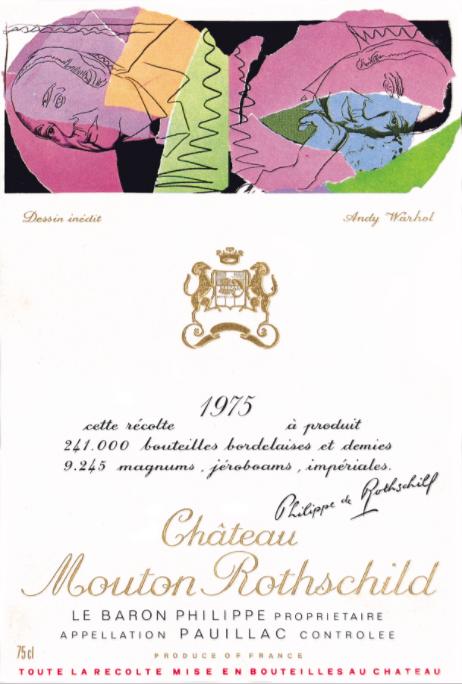 Dessin inédit
Andy Warhol
1975
cette récolte à produit
241.000 bouteilles bordelaises et demies
9.245 magnums, jéroboams, impériales.
Philippe de Rothschild
Château
Mouton Rothschild
LE BARON PHILIPPE PROPRIETAIRE
APPELLATION PAUILLAC CONTROLEE
75 cl
PRODUCE OF FRANCE
TOUTE LA RECOLTE MISE EN BOUTEILLES AU CHATEAU